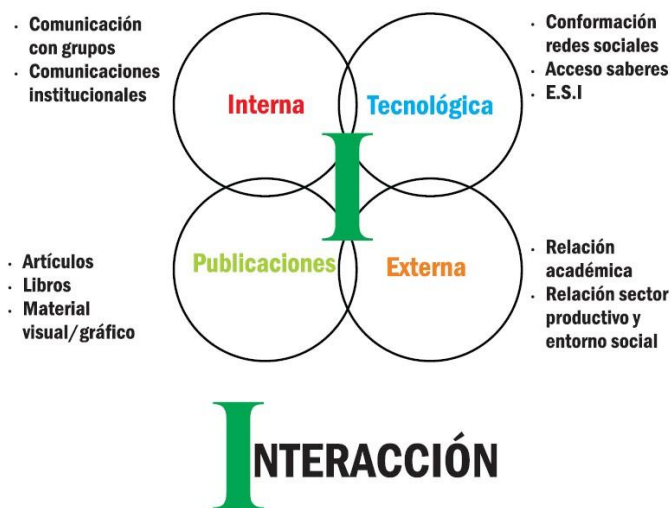 · Comunicación
con grupos
· Comunicaciones
institucionales
Interna
Tecnológica
· Conformación
redes sociales
· Acceso saberes
· E.S.I
I
· Artículos
· Libros
· Material
visual/gráfico
Publicaciones
Externa
· Relación
académica
· Relación sector
productivo y
entorno social
INTERACCIÓN